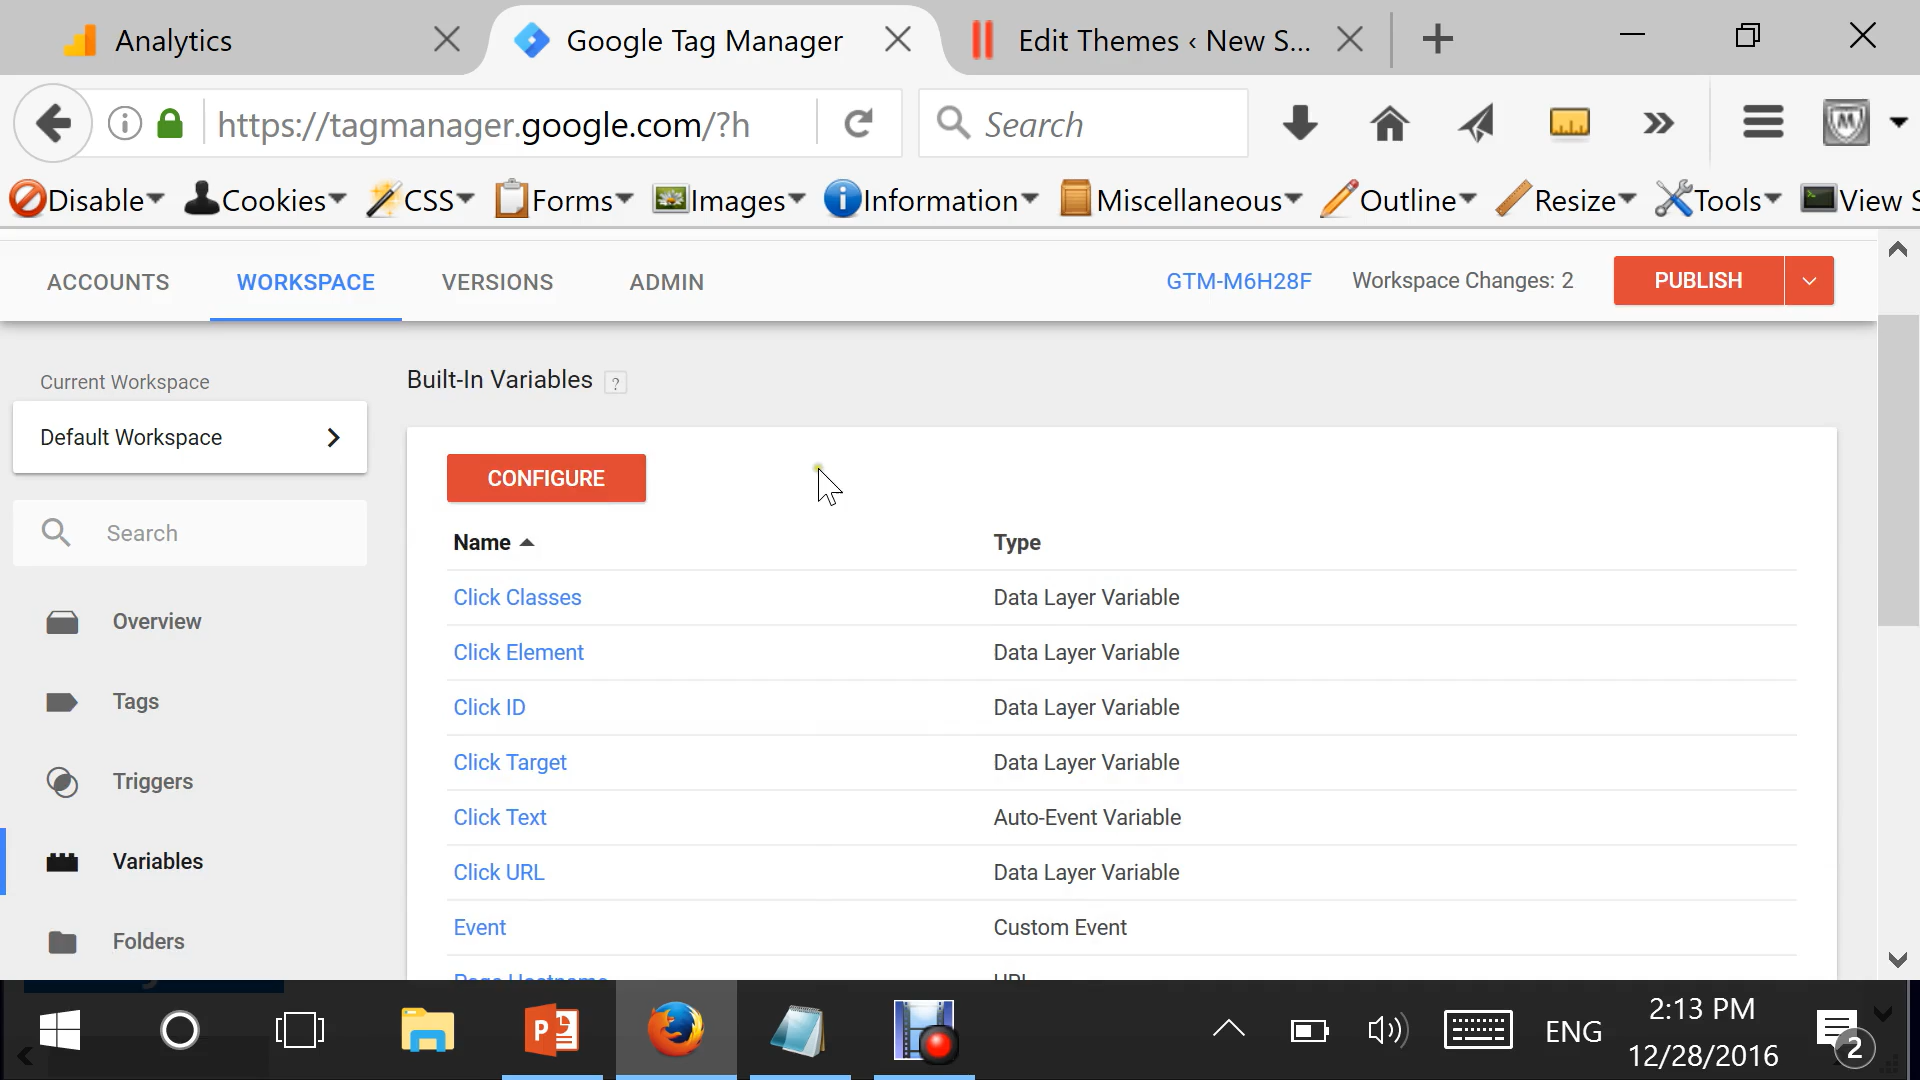 Analytics
Google Tag Manager
Edit Themes ‹ New S...
https://tagmanager.google.com/?h
Search
Disable
Cookies
CSS
Forms
Images
Information
Miscellaneous
Outline
Resize
Tools
View S
ACCOUNTS
WORKSPACE
VERSIONS
ADMIN
GTM-M6H28F
Workspace Changes: 2
PUBLISH
Current Workspace
Default Workspace
Search
Overview
Tags
Triggers
Variables
Folders
Built-In Variables ?
CONFIGURE
Name Type
Click Classes Data Layer Variable
Click Element Data Layer Variable
Click ID Data Layer Variable
Click Target Data Layer Variable
Click Text Auto-Event Variable
Click URL Data Layer Variable
Event Custom Event
Page Hostname URL
ENG
2:13 PM
12/28/2016
2